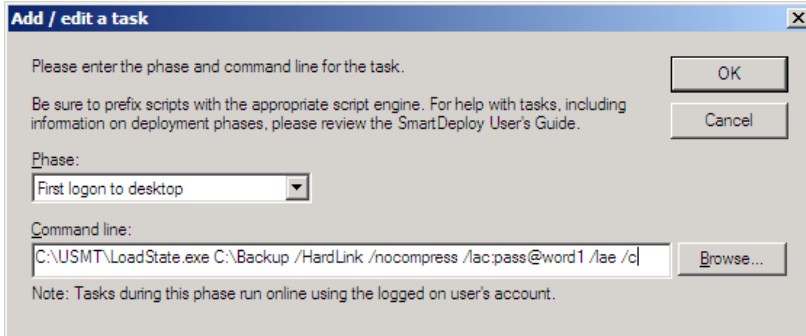 Add / edit a task
Please enter the phase and command line for the task.
OK
Be sure to prefix scripts with the appropriate script engine. For help with tasks, including
information on deployment phases, please review the SmartDeploy User's Guide.
Cancel
Phase:
First logon to desktop
Command line:
C:\USMT\LoadState.exe C:\Backup /HardLink /nocompress /lac:pass@word1 /lae /c
Browse...
Note: Tasks during this phase run online using the logged on user's account.